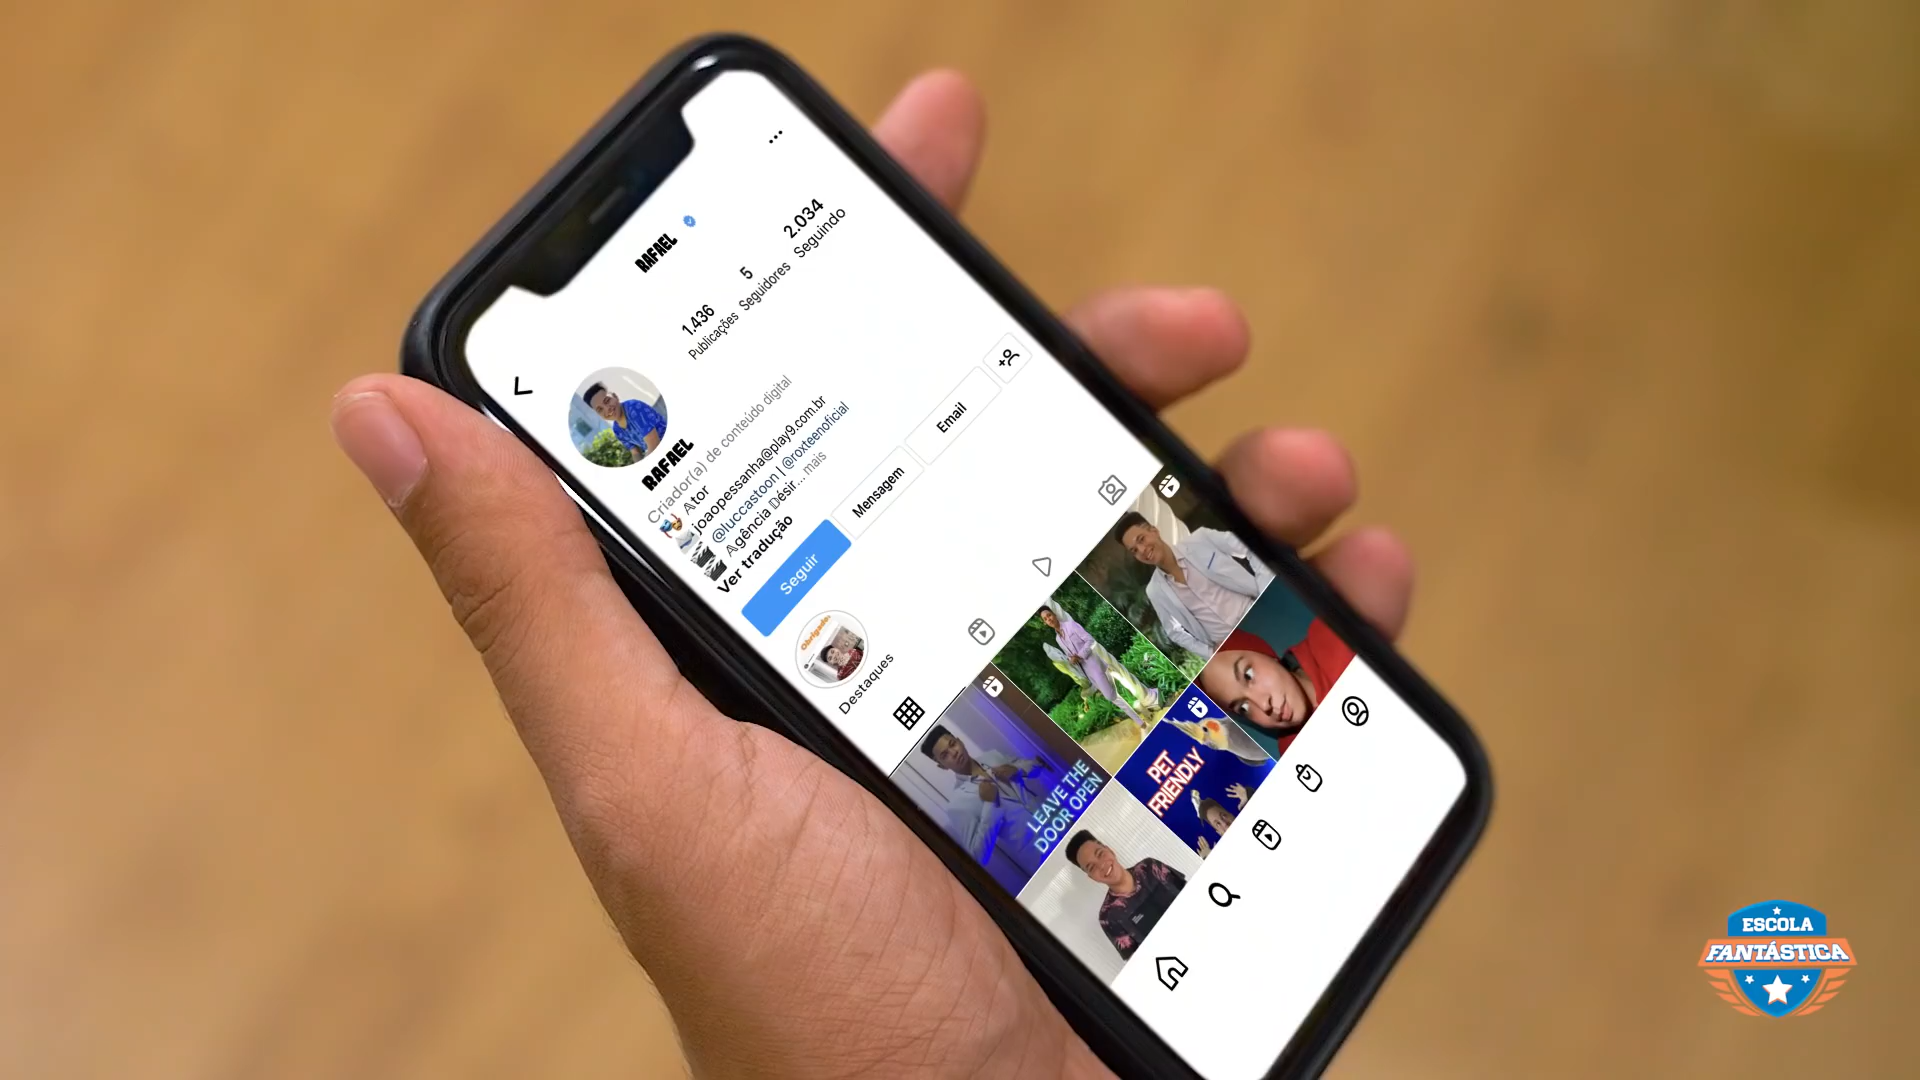 RAFAEL
1.436 5 2.034
Publicações Seguidores Seguindo
RAFAEL
Criador(a) de conteúdo digital
Ator
joaopessanha@play9.com.br
@luccastoon | @roxteenoficial
Agência Désir... mais
Ver tradução
Seguir Mensagem Email
Obrigado.
Destaques
LEAVE THE
DOOR OPEN
PET
FRIENDLY
ESCOLA
FANTÁSTICA